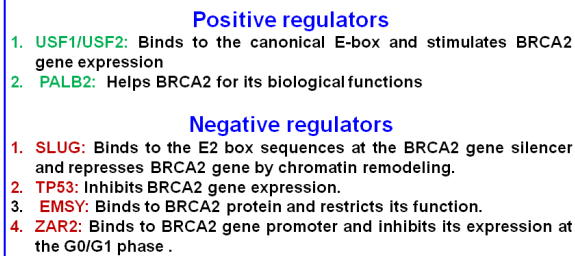 Positive regulators
1. USF1/USF2: Binds to the canonical E-box and stimulates BRCA2
gene expression
2. PALB2: Helps BRCA2 for its biological functions
Negative regulators
1. SLUG: Binds to the E2 box sequences at the BRCA2 gene silencer
and represses BRCA2 gene by chromatin remodeling.
2. TP53: Inhibits BRCA2 gene expression.
3. EMSY: Binds to BRCA2 protein and restricts its function.
4. ZAR2: Binds to BRCA2 gene promoter and inhibits its expression at
the G0/G1 phase .